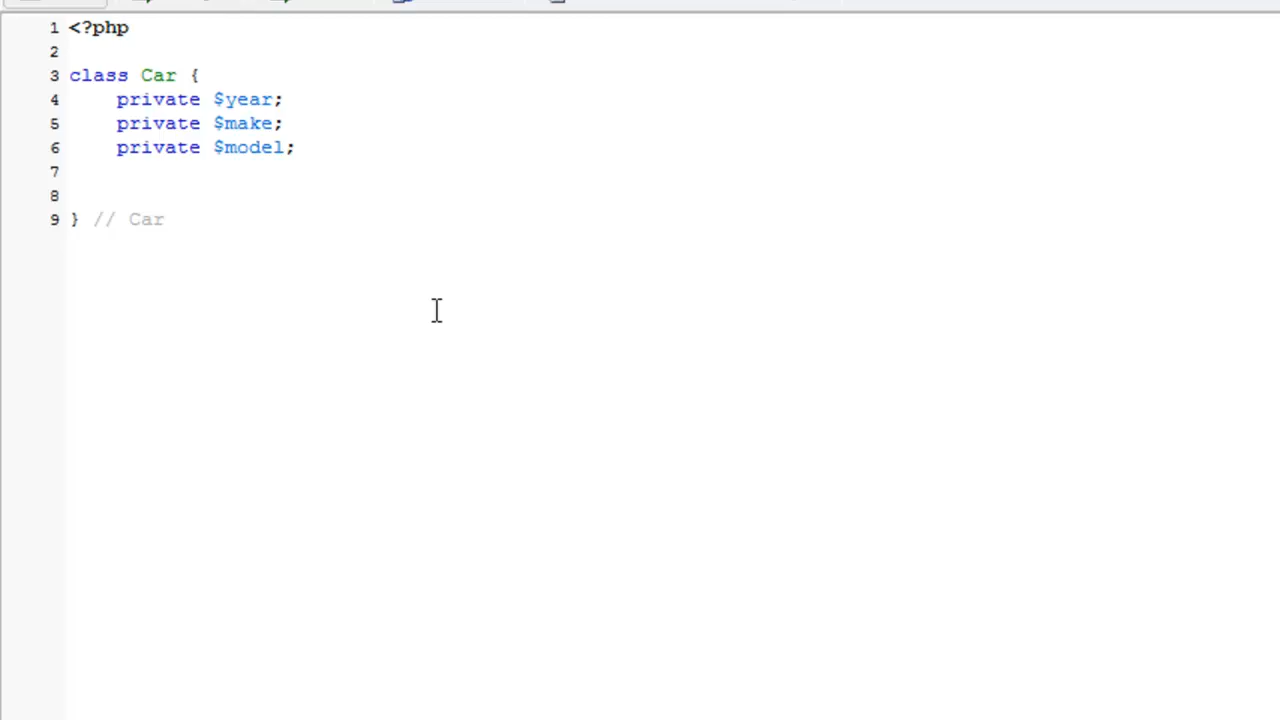 1 <?php
2
3 class Car {
4     private $year;
5     private $make;
6     private $model;
7
8
9 } // Car